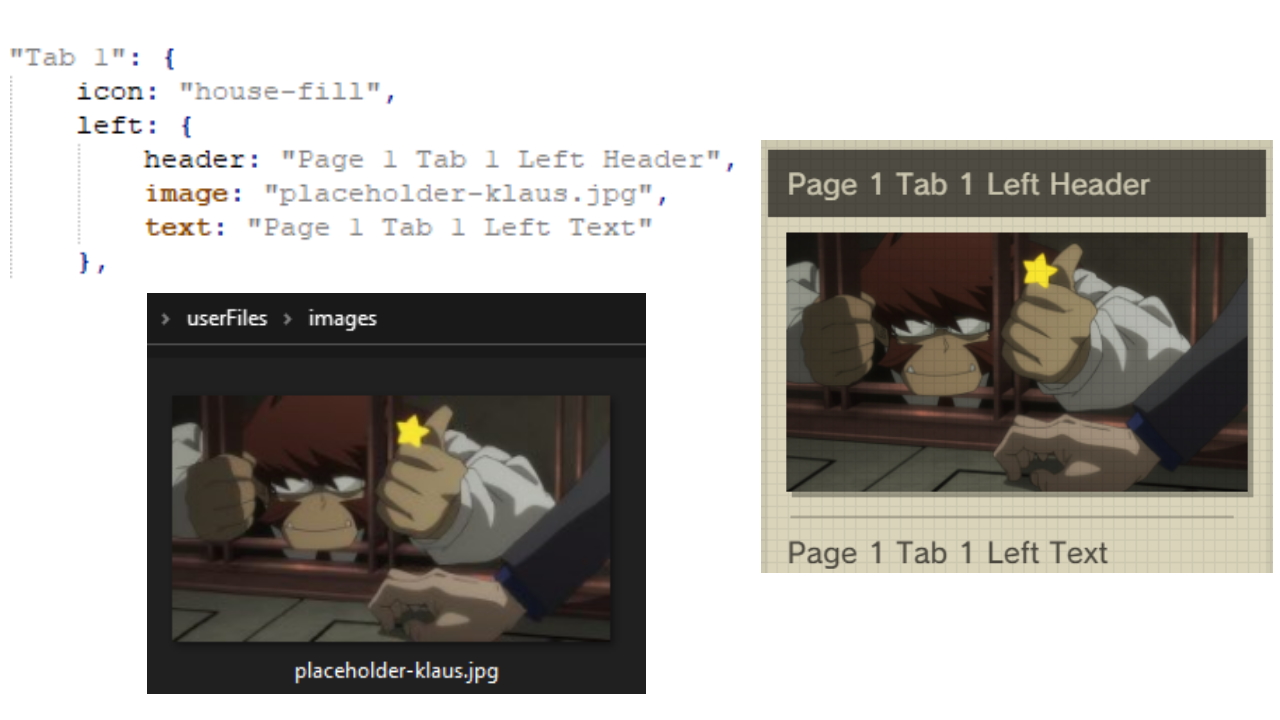 "Tab 1": {
icon: "house-fill",
left: {
header: "Page 1 Tab 1 Left Header",
image: "placeholder-klaus.jpg",
text: "Page 1 Tab 1 Left Text"
},
> userFiles > images
placeholder-klaus.jpg
Page 1 Tab 1 Left Header
Page 1 Tab 1 Left Text